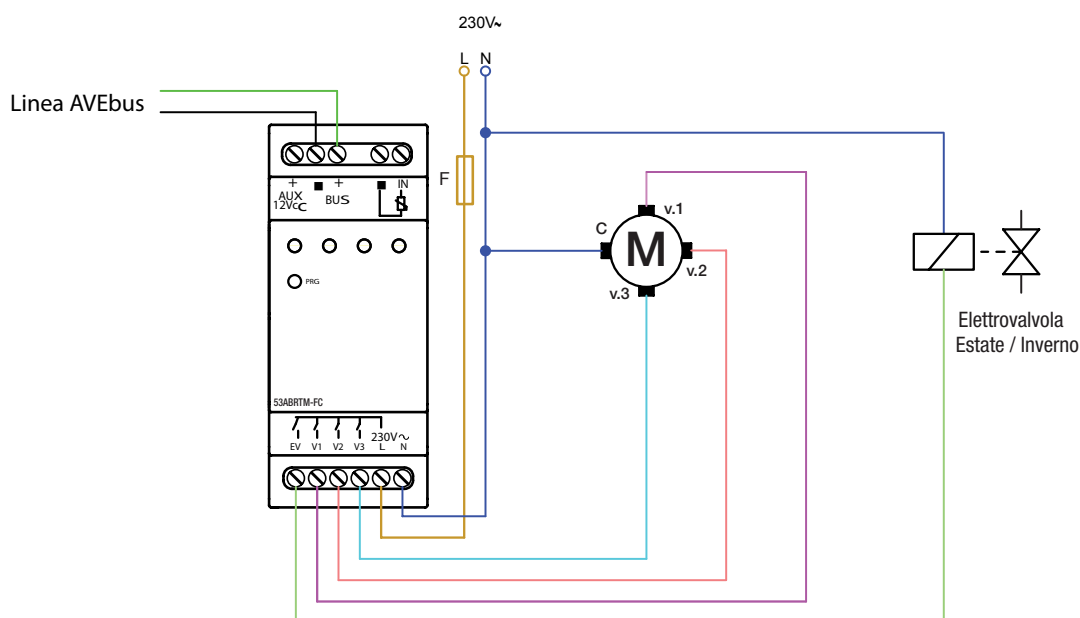 230V~
L N
Linea AVEbus
+ + IN
AUX
12Vcc
BUS
F
v.1
C
M
v.2
v.3
PRG
Elettrovalvola
Estate / Inverno
53ABRTM-FC
230V~
EV V1 V2 V3 L N